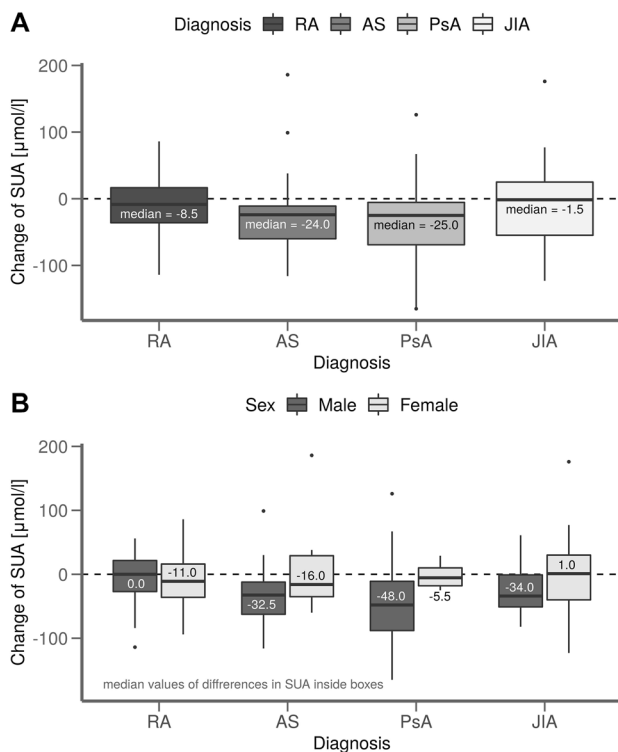 A
Diagnosis RA AS PsA JIA
200
100
0
-100
Change of SUA [µmol/l]
median = -8.5
median = -24.0
median = -25.0
median = -1.5
RA AS PsA JIA
Diagnosis
B
Sex Male Female
200
100
0
-100
Change of SUA [µmol/l]
0.0
-11.0
-32.5
-16.0
-48.0
-5.5
-34.0
1.0
median values of diffrerences in SUA inside boxes
RA AS PsA JIA
Diagnosis